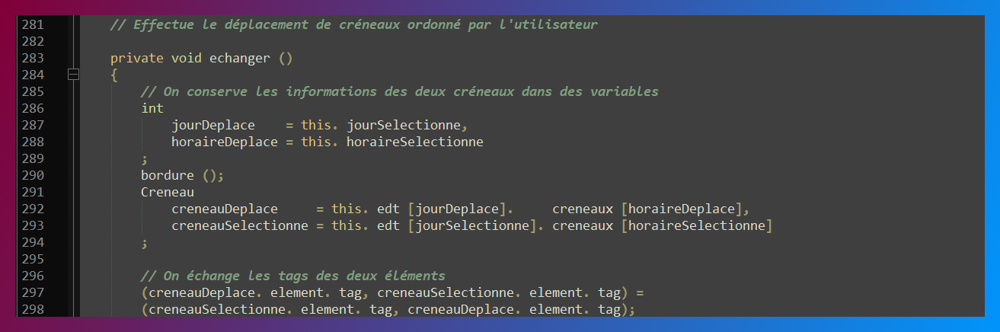 281 // Effectue le déplacement de créneaux ordonné par l'utilisateur
282
283 private void echanger ()
284 {
285 // On conserve les informations des deux créneaux dans des variables
286 int
287 jourDeplace    = this. jourSelectionne,
288 horaireDeplace = this. horaireSelectionne
289 ;
290 bordure ();
291 Creneau
292 creneauDeplace     = this. edt [jourDeplace].     creneaux [horaireDeplace],
293 creneauSelectionne = this. edt [jourSelectionne]. creneaux [horaireSelectionne]
294 ;
295
296 // On échange les tags des deux éléments
297 (creneauDeplace. element. tag, creneauSelectionne. element. tag) =
298 (creneauSelectionne. element. tag, creneauDeplace. element. tag);